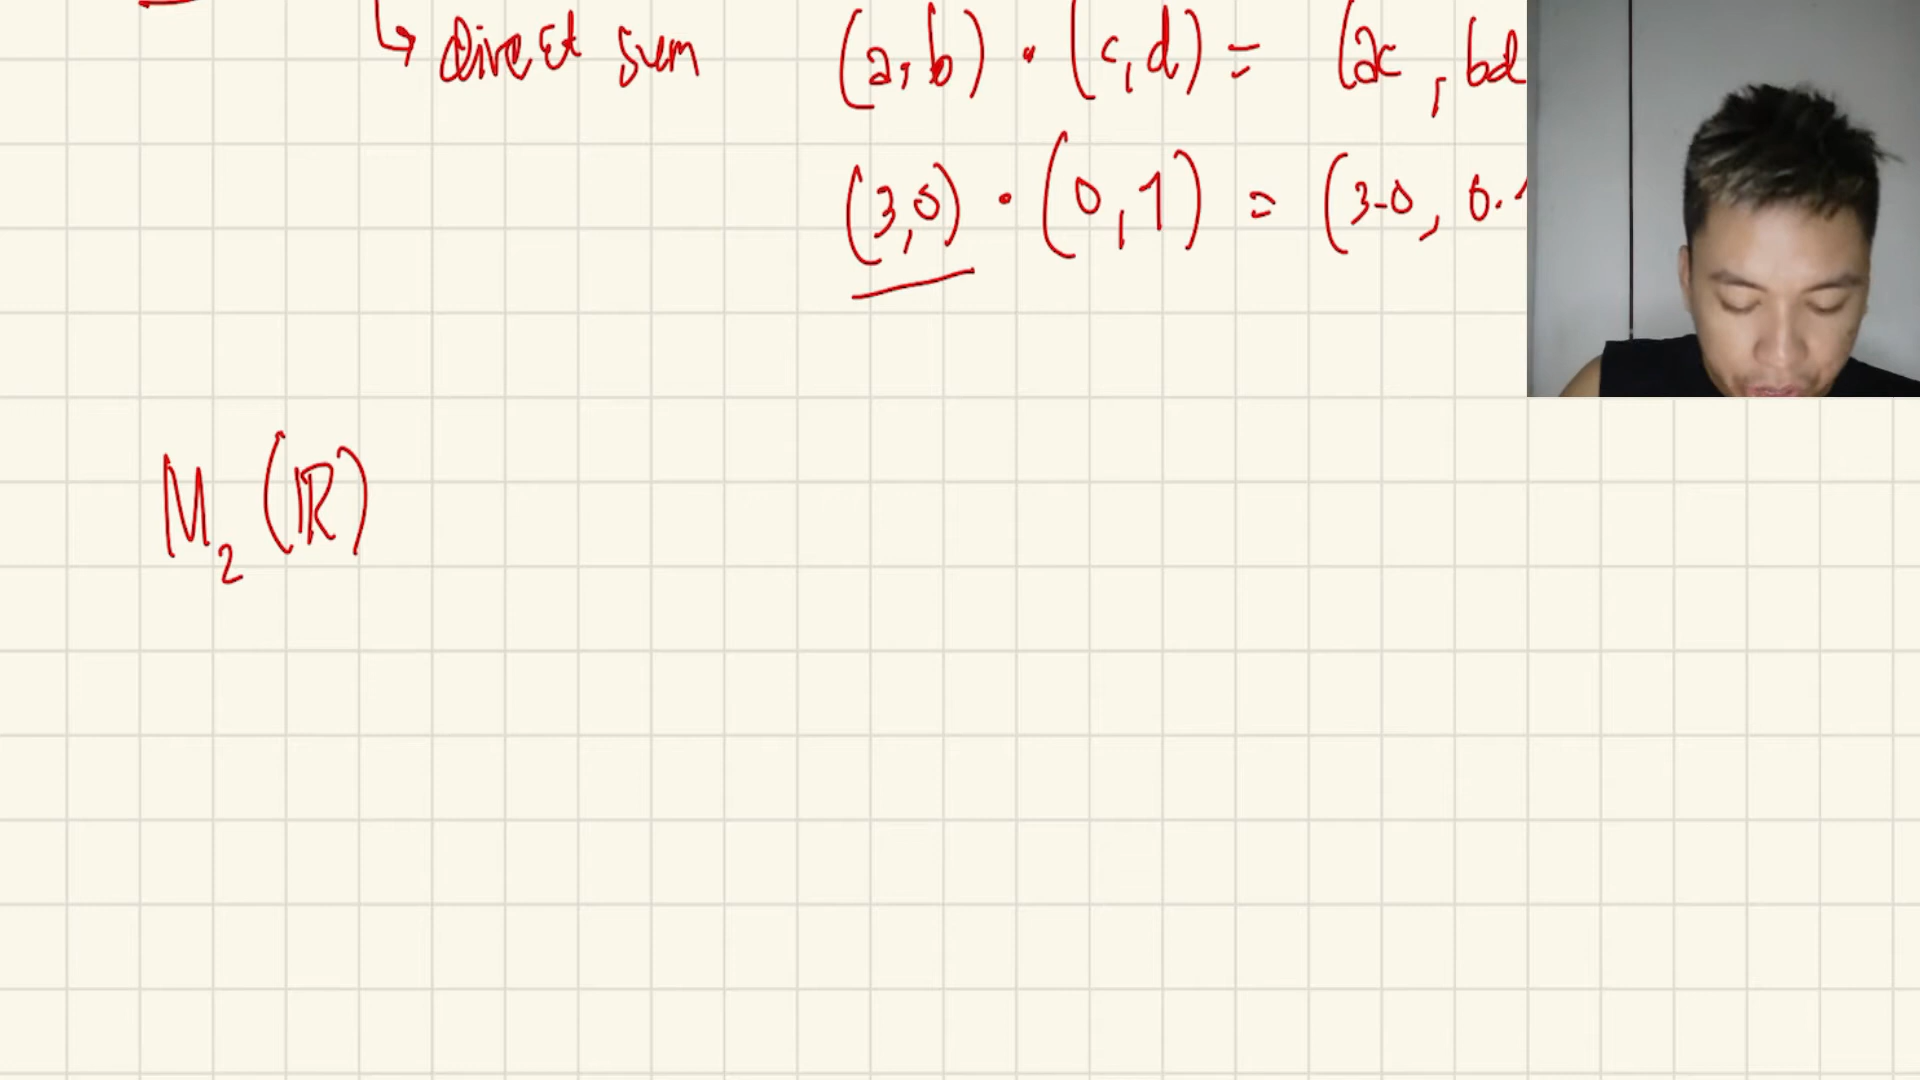 ↳ direct sum (a, b) · (c, d) = (ac, bd
(3, 0) · (0, 1) = (3·0, 0·
M₂(ℝ)